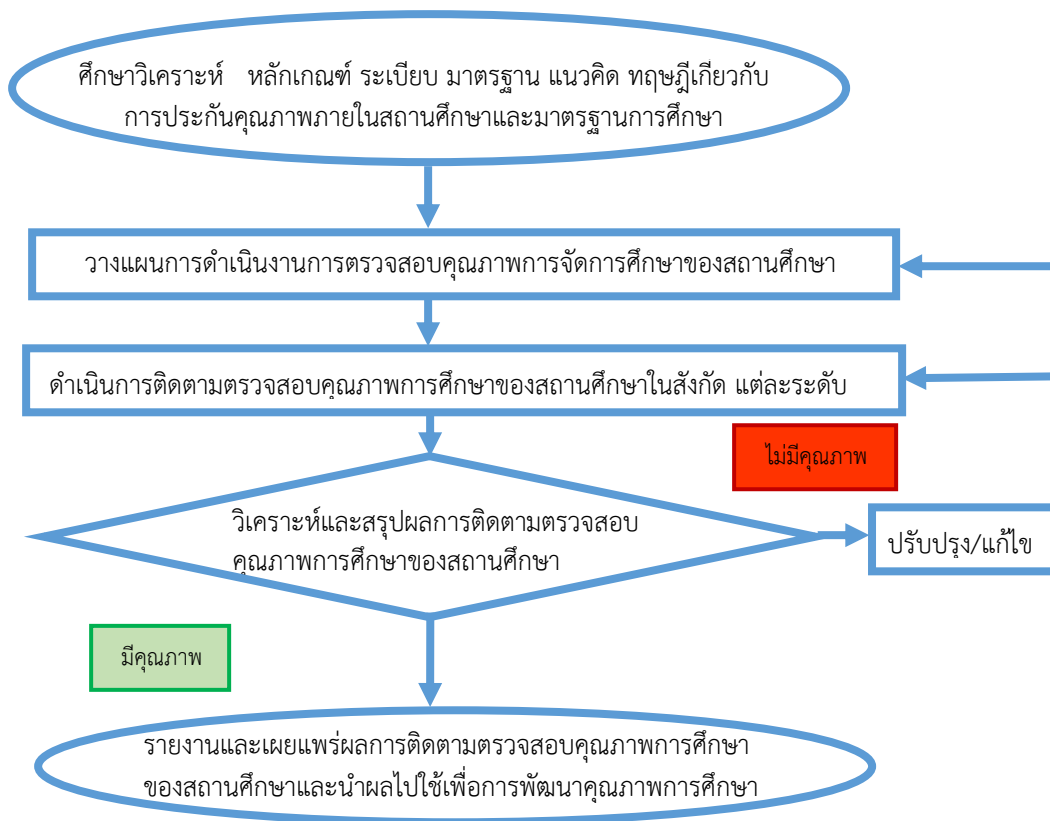 ศึกษาวิเคราะห์ หลักเกณฑ์ ระเบียบ มาตรฐาน แนวคิด ทฤษฎีเกี่ยวกับ
การประกันคุณภาพภายในสถานศึกษาและมาตรฐานการศึกษา
วางแผนการดำเนินงานการตรวจสอบคุณภาพการจัดการศึกษาของสถานศึกษา
ดำเนินการติดตามตรวจสอบคุณภาพการศึกษาของสถานศึกษาในสังกัด แต่ละระดับ
ไม่มีคุณภาพ
วิเคราะห์และสรุปผลการติดตามตรวจสอบ
คุณภาพการศึกษาของสถานศึกษา
ปรับปรุง/แก้ไข
มีคุณภาพ
รายงานและเผยแพร่ผลการติดตามตรวจสอบคุณภาพการศึกษา
ของสถานศึกษาและนำผลไปใช้เพื่อการพัฒนาคุณภาพการศึกษา